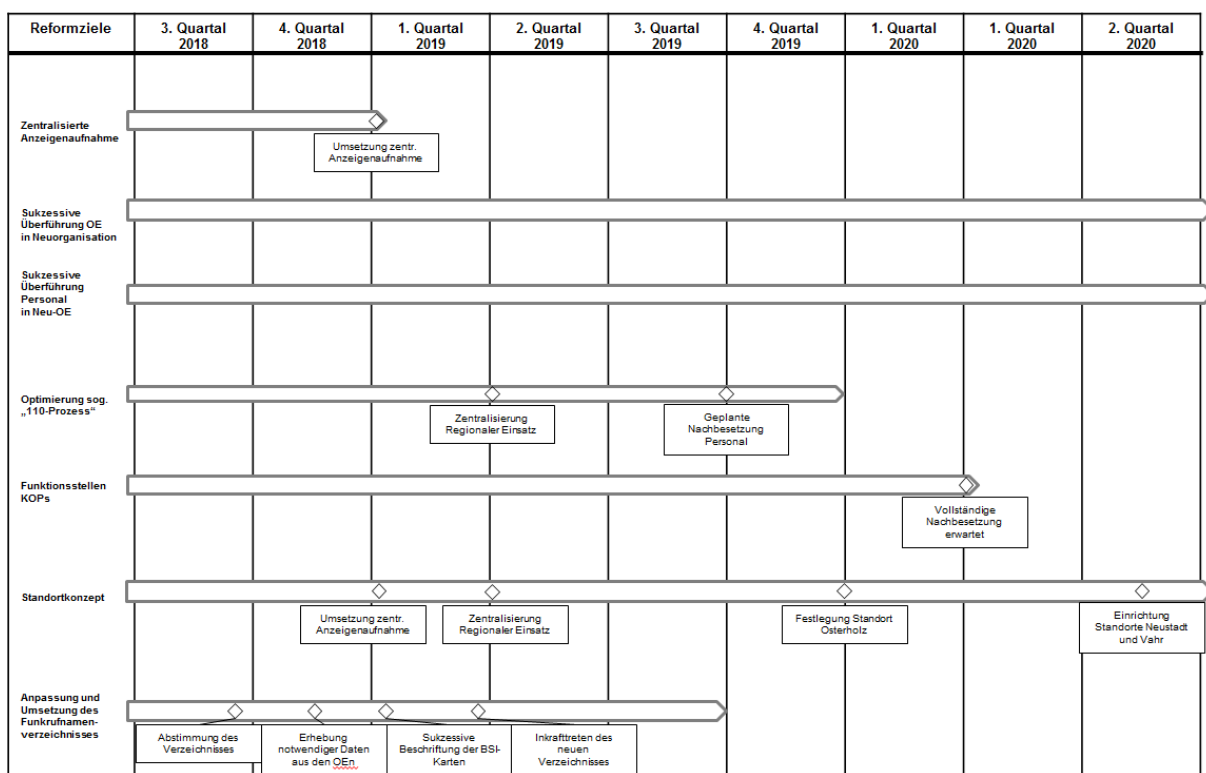 Reformziele
3. Quartal
2018
4. Quartal
2018
1. Quartal
2019
2. Quartal
2019
3. Quartal
2019
4. Quartal
2019
1. Quartal
2020
1. Quartal
2020
2. Quartal
2020
Zentralisierte
Anzeigenaufnahme
Umsetzung zentr.
Anzeigenaufnahme
Sukzessive
Überführung OE
in Neuorganisation
Sukzessive
Überführung
Personal
in Neu-OE
Optimierung sog.
„110-Prozess“
Zentralisierung
Regionaler Einsatz
Geplante
Nachbesetzung
Personal
Funktionsstellen
KOPs
Vollständige
Nachbesetzung
erwartet
Standortkonzept
Umsetzung zentr.
Anzeigenaufnahme
Zentralisierung
Regionaler Einsatz
Festlegung Standort
Osterholz
Einrichtung
Standorte Neustadt
und Vahr
Anpassung und
Umsetzung des
Funkrufnamen-
verzeichnisses
Abstimmung des
Verzeichnisses
Erhebung
notwendiger Daten
aus den OEn
Sukzessive
Beschriftung der BSI-
Karten
Inkrafttreten des
neuen
Verzeichnisses